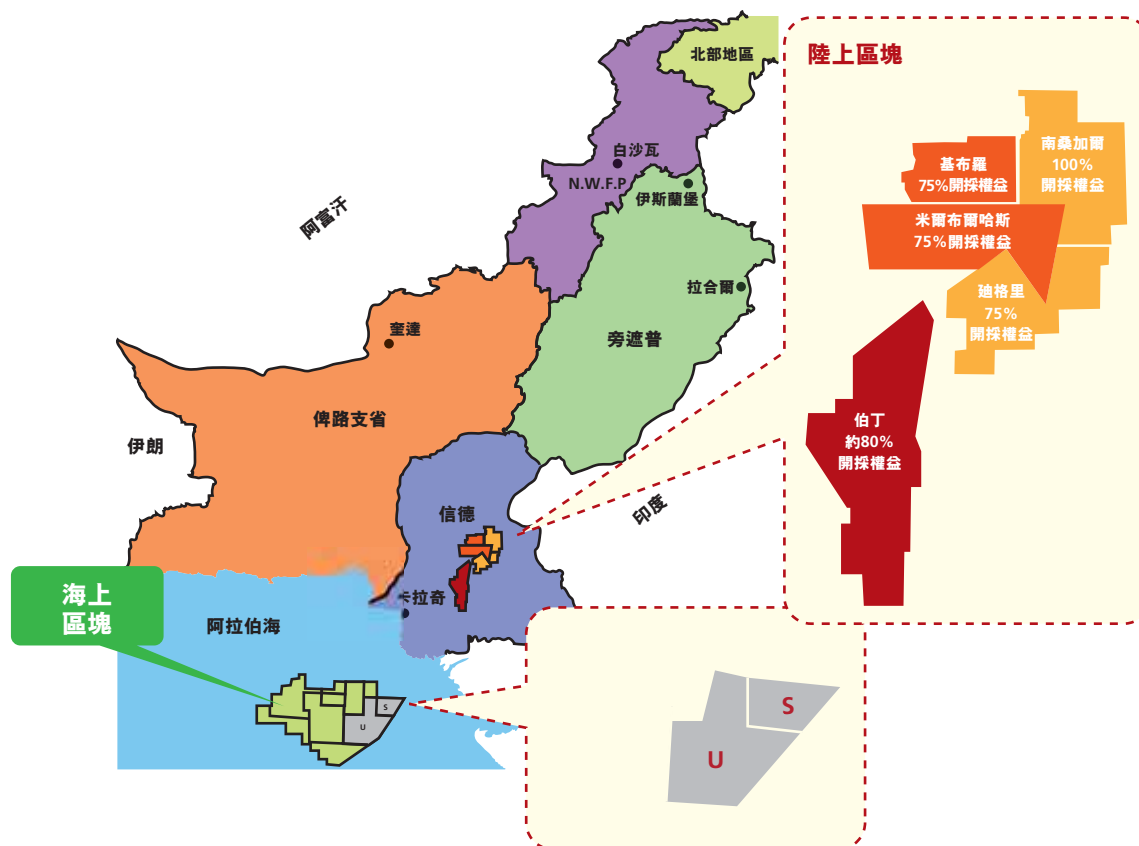 北部地區
陸上區塊
白沙瓦
N.W.F.P
伊斯蘭堡
阿富汗
拉合爾
奎達
旁遮普
俾路支省
伊朗
信德
印度
卡拉奇
海上
區塊
阿拉伯海
S
U
基布羅
75%開採權益
南桑加爾
100%
開採權益
米爾布爾哈斯
75%開採權益
廸格里
75%
開採權益
伯丁
約80%
開採權益
S
U